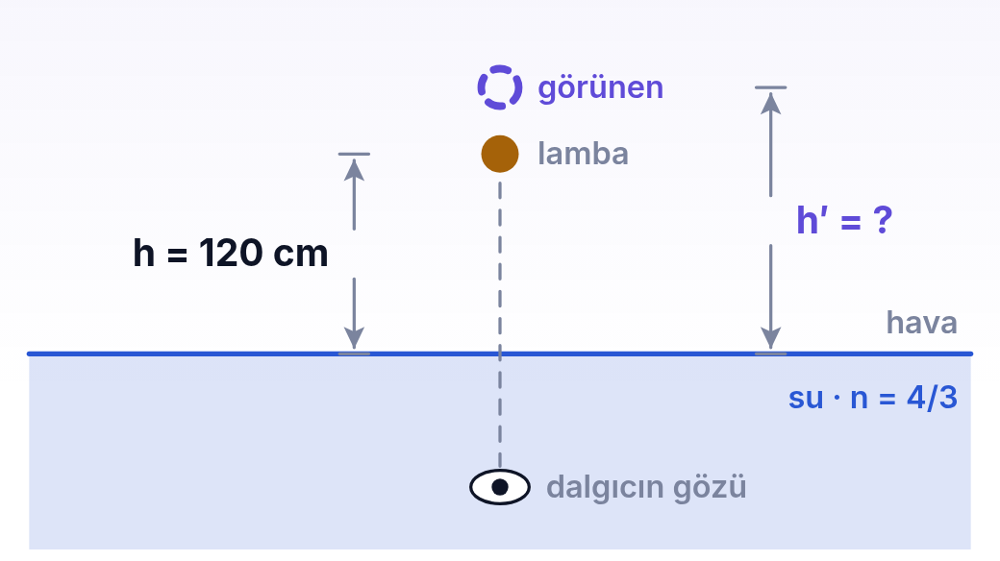 görünen
lamba
h′ = ?
h = 120 cm
hava
su · n = 4/3
dalgıcın gözü